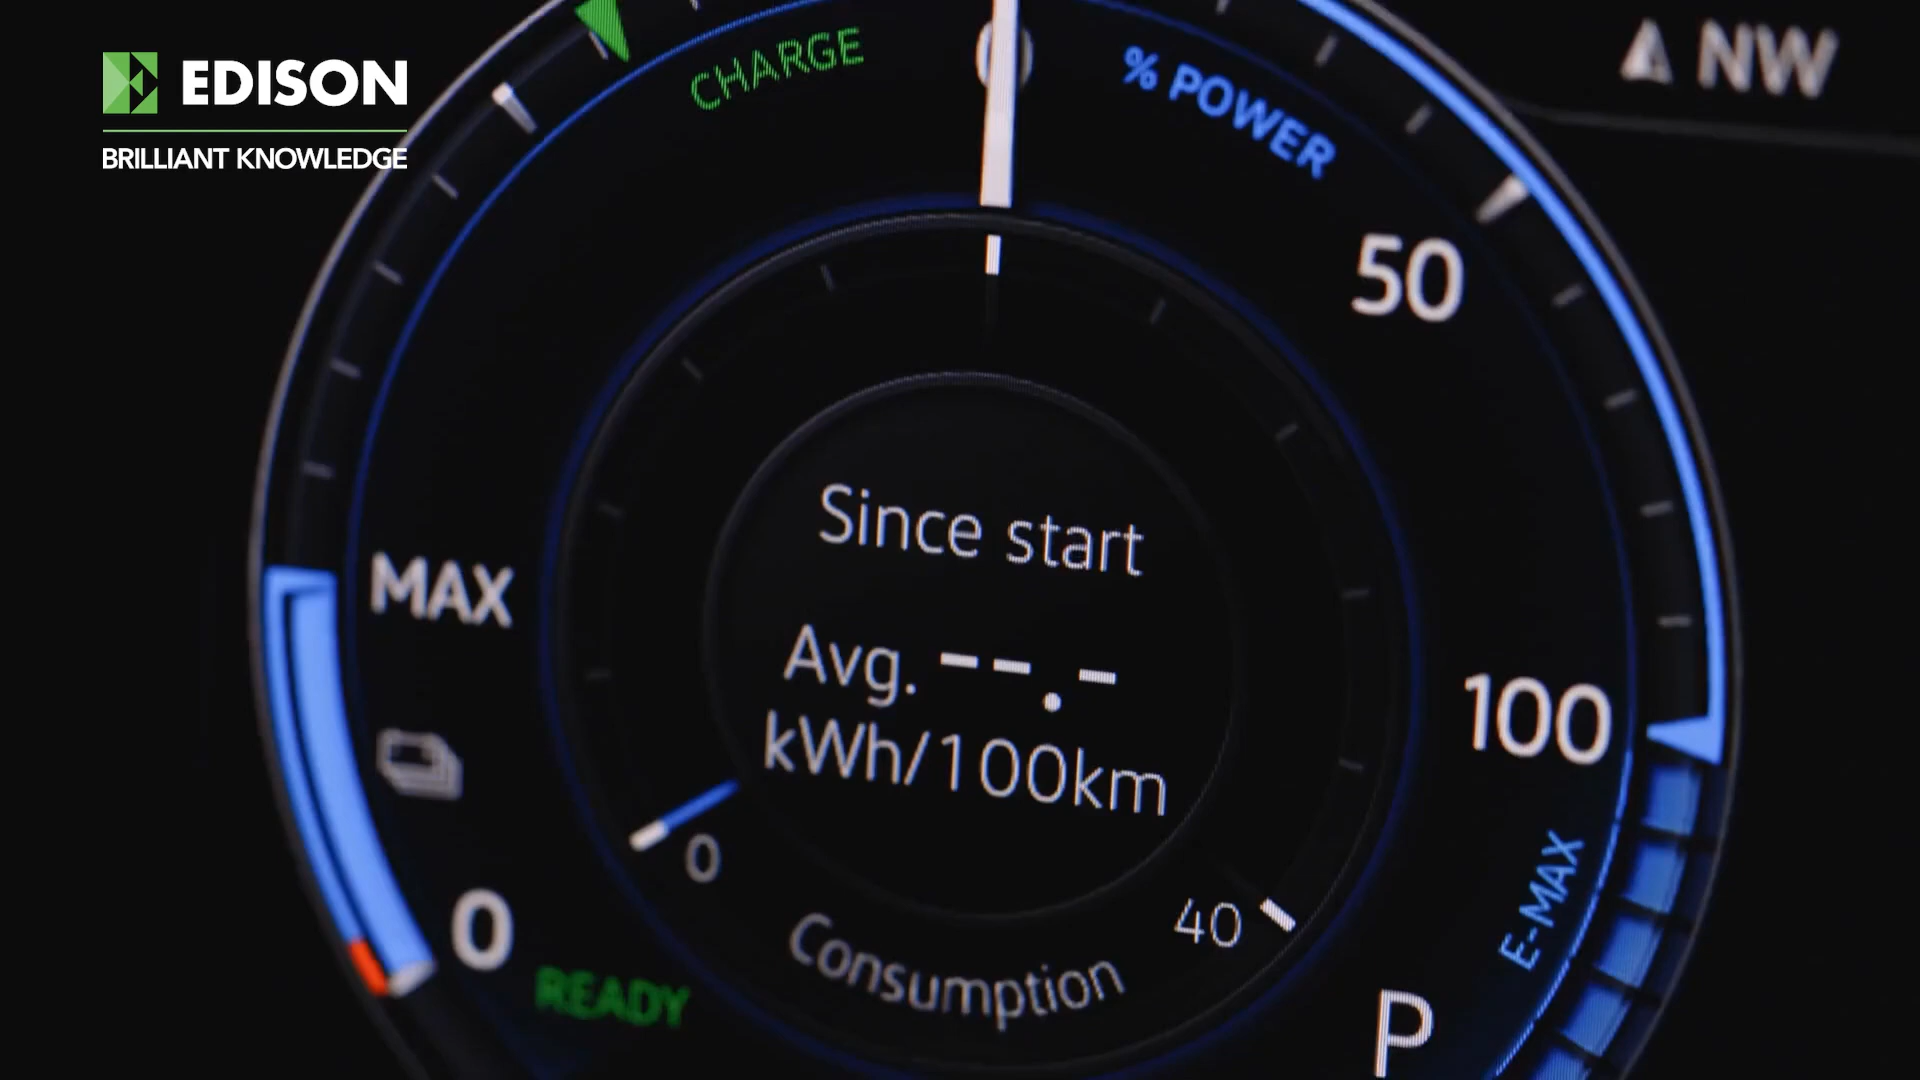 EDISON
BRILLIANT KNOWLEDGE
CHARGE
0
% POWER
NW
50
Since start
MAX
Avg. --.-
kWh/100km
100
0
40
E-MAX
0
READY
Consumption
P